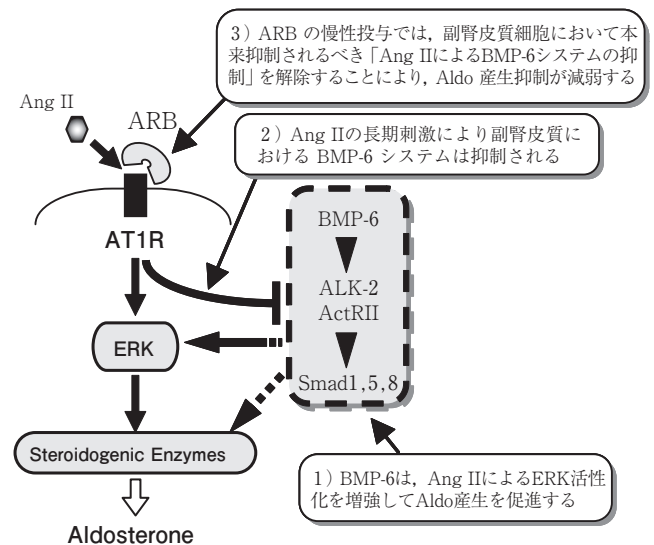 3）ARB の慢性投与では，副腎皮質細胞において本
来抑制されるべき「Ang IIによるBMP-6システムの抑
制」を解除することにより，Aldo 産生抑制が減弱する
Ang II
ARB
2）Ang IIの長期刺激により副腎皮質に
おける BMP-6 システムは抑制される
AT1R
BMP-6
ALK-2
ActRII
Smad1,5,8
ERK
Steroidogenic Enzymes
1）BMP-6は，Ang IIによるERK活性
化を増強してAldo産生を促進する
Aldosterone